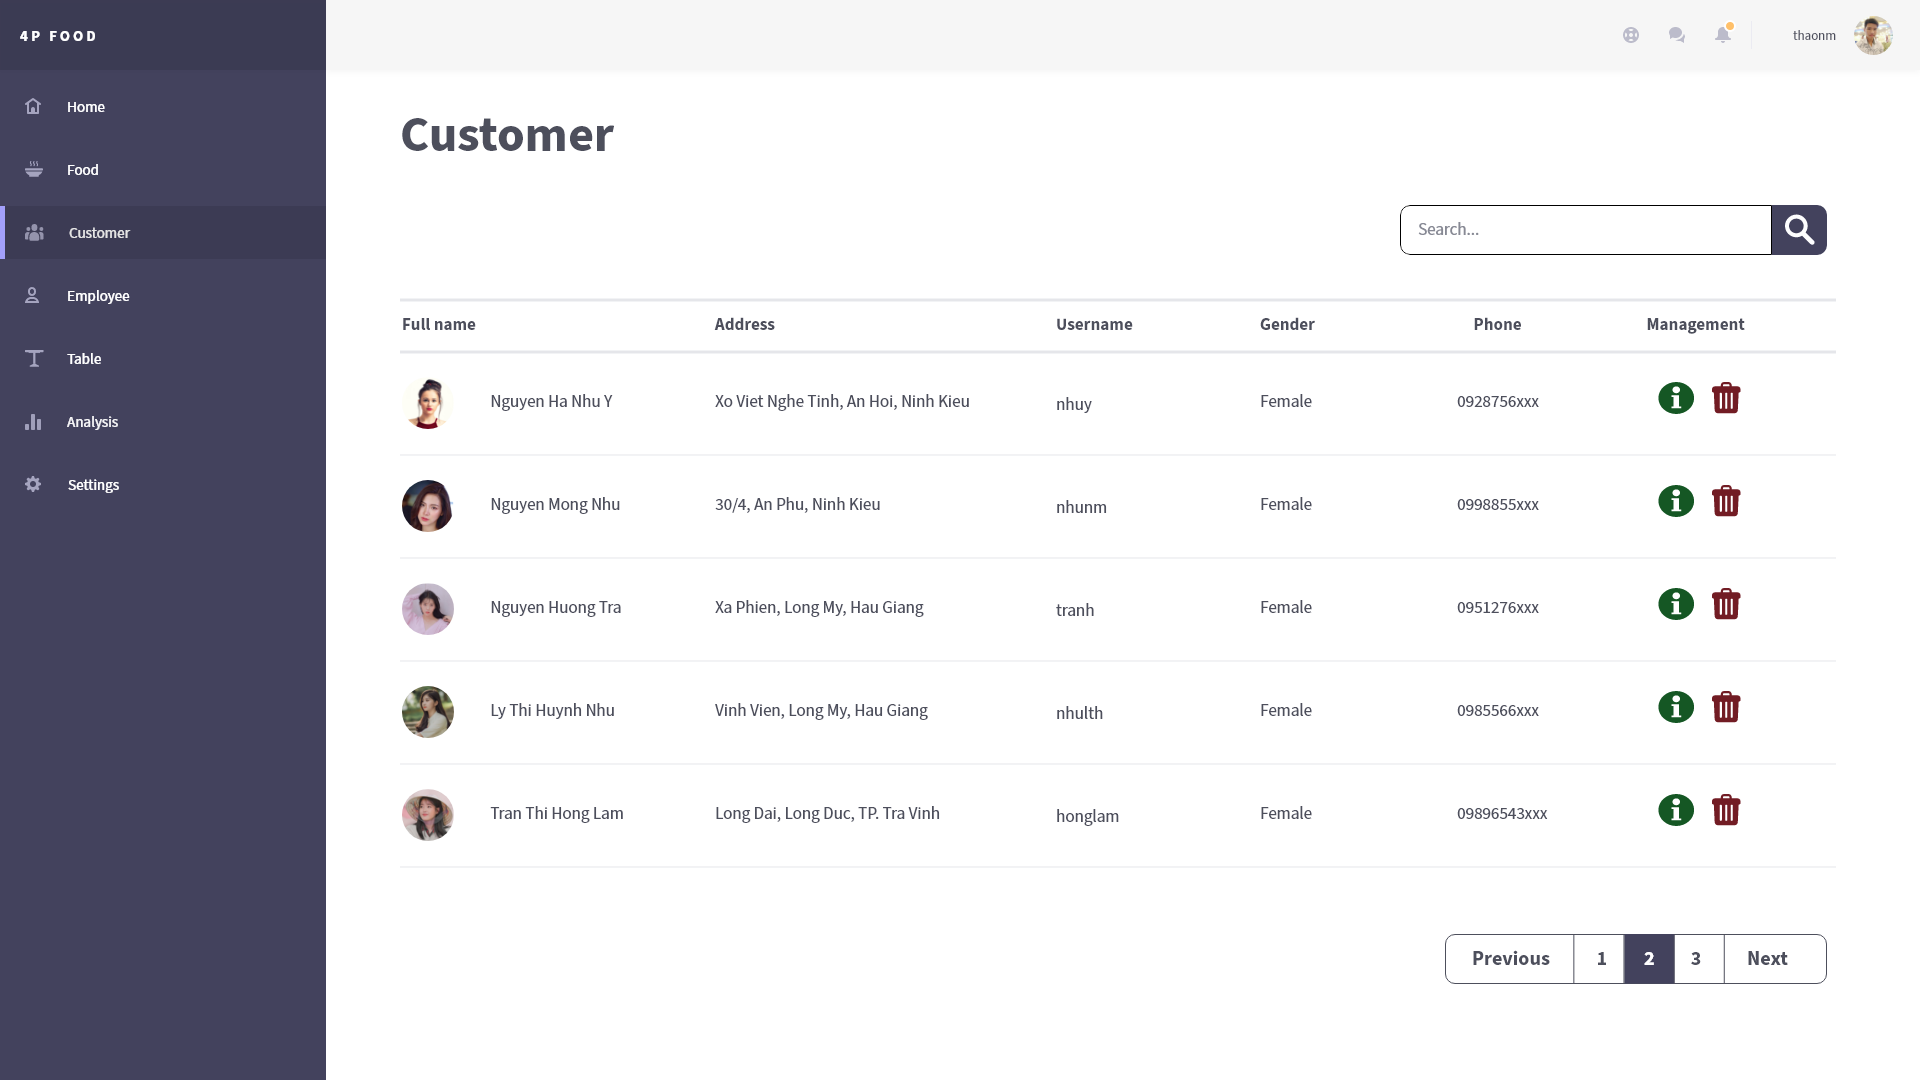 4P FOOD
thaonm
Home
Food
Customer
Employee
Table
Analysis
Settings
Customer
Search...
Full name Address Username Gender Phone Management
Nguyen Ha Nhu Y Xo Viet Nghe Tinh, An Hoi, Ninh Kieu nhuy Female 0928756xxx
Nguyen Mong Nhu 30/4, An Phu, Ninh Kieu nhunm Female 0998855xxx
Nguyen Huong Tra Xa Phien, Long My, Hau Giang tranh Female 0951276xxx
Ly Thi Huynh Nhu Vinh Vien, Long My, Hau Giang nhulth Female 0985566xxx
Tran Thi Hong Lam Long Dai, Long Duc, TP. Tra Vinh honglam Female 09896543xxx
Previous 1 2 3 Next